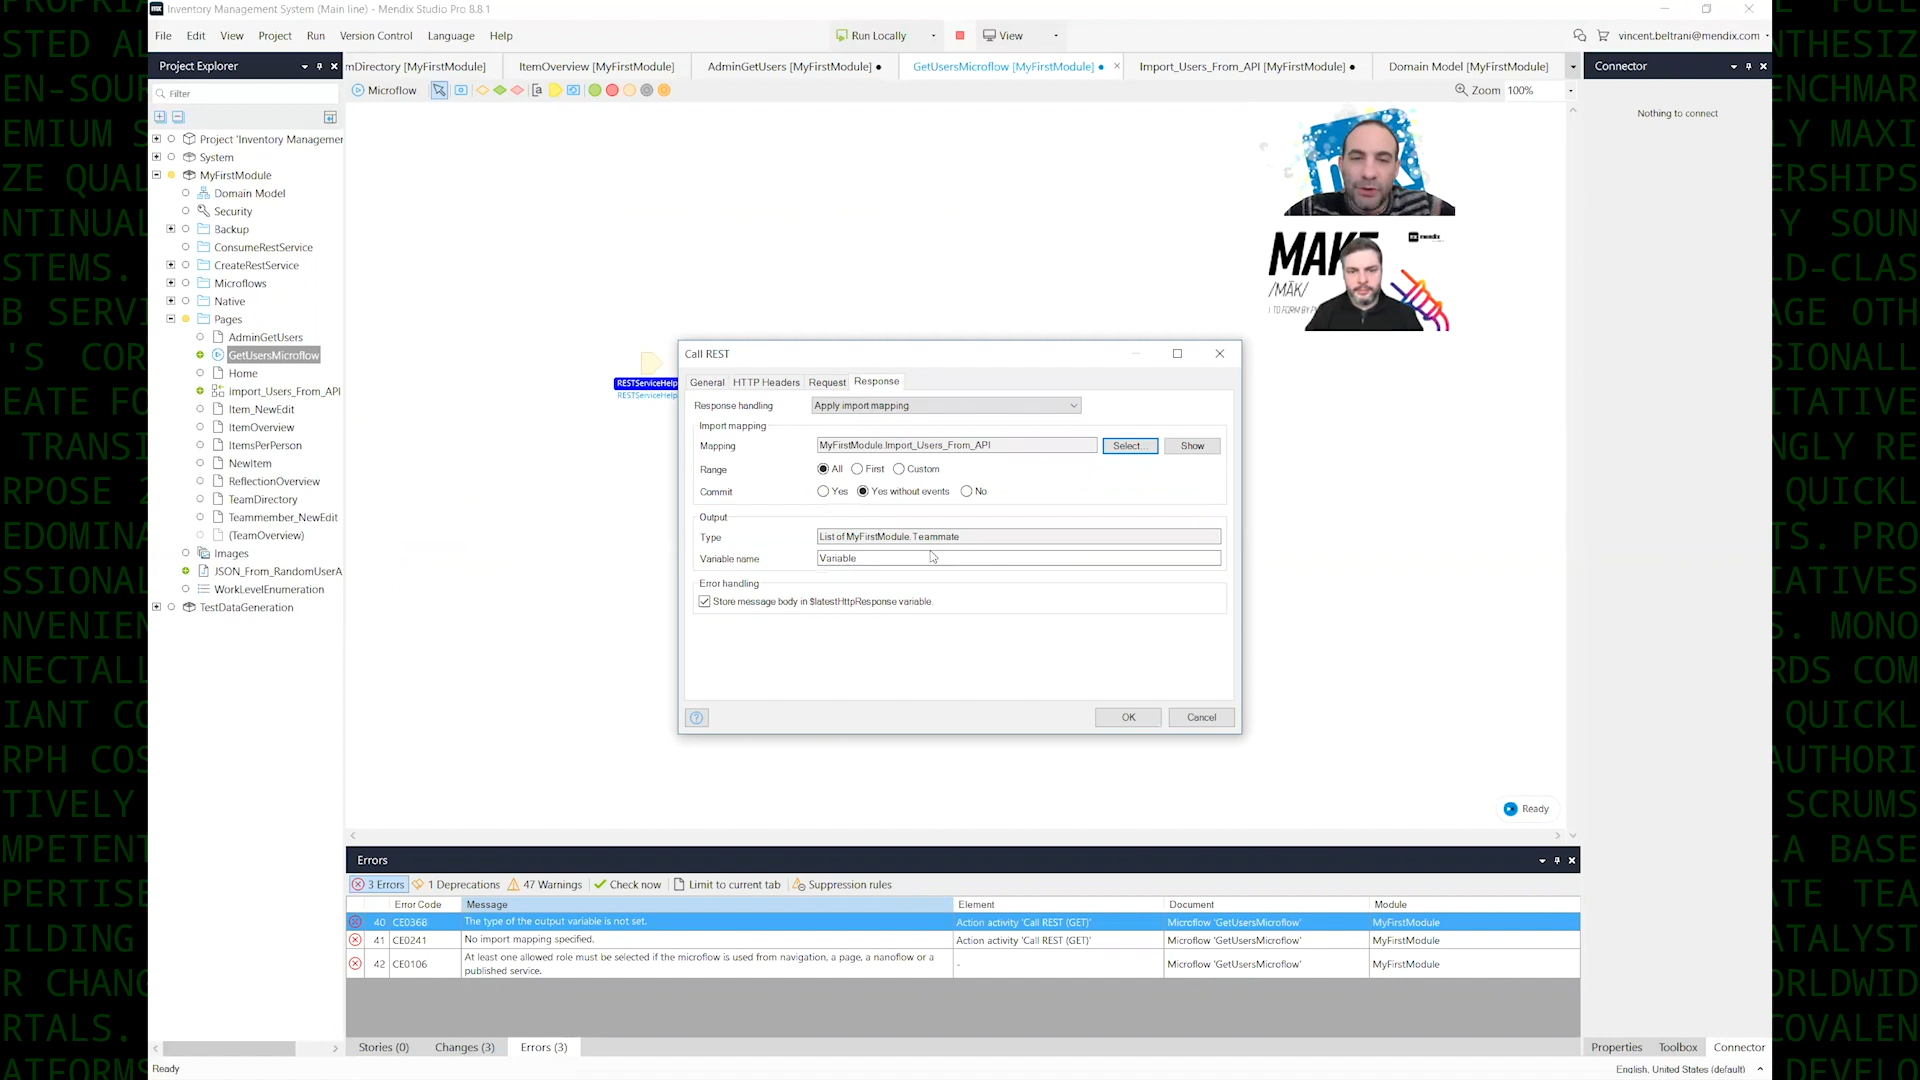 Inventory Management System (Main line) - Mendix Studio Pro 8.8.1
File Edit View Project Run Version Control Language Help
Run Locally
View
vincent.beltrani@mendix.com
Project Explorer
mDirectory [MyFirstModule]
ItemOverview [MyFirstModule]
AdminGetUsers [MyFirstModule]
GetUsersMicroflow [MyFirstModule]
Import_Users_From_API [MyFirstModule]
Domain Model [MyFirstModule]
Connector
Filter
Microflow
Zoom 100%
Nothing to connect
Project 'Inventory Managemer
System
MyFirstModule
Domain Model
Security
Backup
ConsumeRestService
CreateRestService
Microflows
Native
Pages
AdminGetUsers
GetUsersMicroflow
Home
Import_Users_From_API
Item_NewEdit
ItemOverview
ItemsPerPerson
NewItem
ReflectionOverview
TeamDirectory
Teammember_NewEdit
(TeamOverview)
Images
JSON_From_RandomUserA
WorkLevelEnumeration
TestDataGeneration
MAKE
mendix
/MĀK/
RESTServiceHelp
RESTServiceHelp
Call REST
General HTTP Headers Request Response
Response handling Apply import mapping
Import mapping
Mapping MyFirstModule.Import_Users_From_API Select... Show
Range All First Custom
Commit Yes Yes without events No
Output
Type List of MyFirstModule.Teammate
Variable name Variable
Error handling
Store message body in $latestHttpResponse variable.
OK Cancel
Ready
Errors
3 Errors 1 Deprecations 47 Warnings Check now Limit to current tab Suppression rules
Error Code Message Element Document Module
40 CE0368 The type of the output variable is not set. Action activity 'Call REST (GET)' Microflow 'GetUsersMicroflow' MyFirstModule
41 CE0241 No import mapping specified. Action activity 'Call REST (GET)' Microflow 'GetUsersMicroflow' MyFirstModule
42 CE0106 At least one allowed role must be selected if the microflow is used from navigation, a page, a nanoflow or a
published service. - Microflow 'GetUsersMicroflow' MyFirstModule
Stories (0) Changes (3) Errors (3)
Properties Toolbox Connector
Ready
English, United States (default)